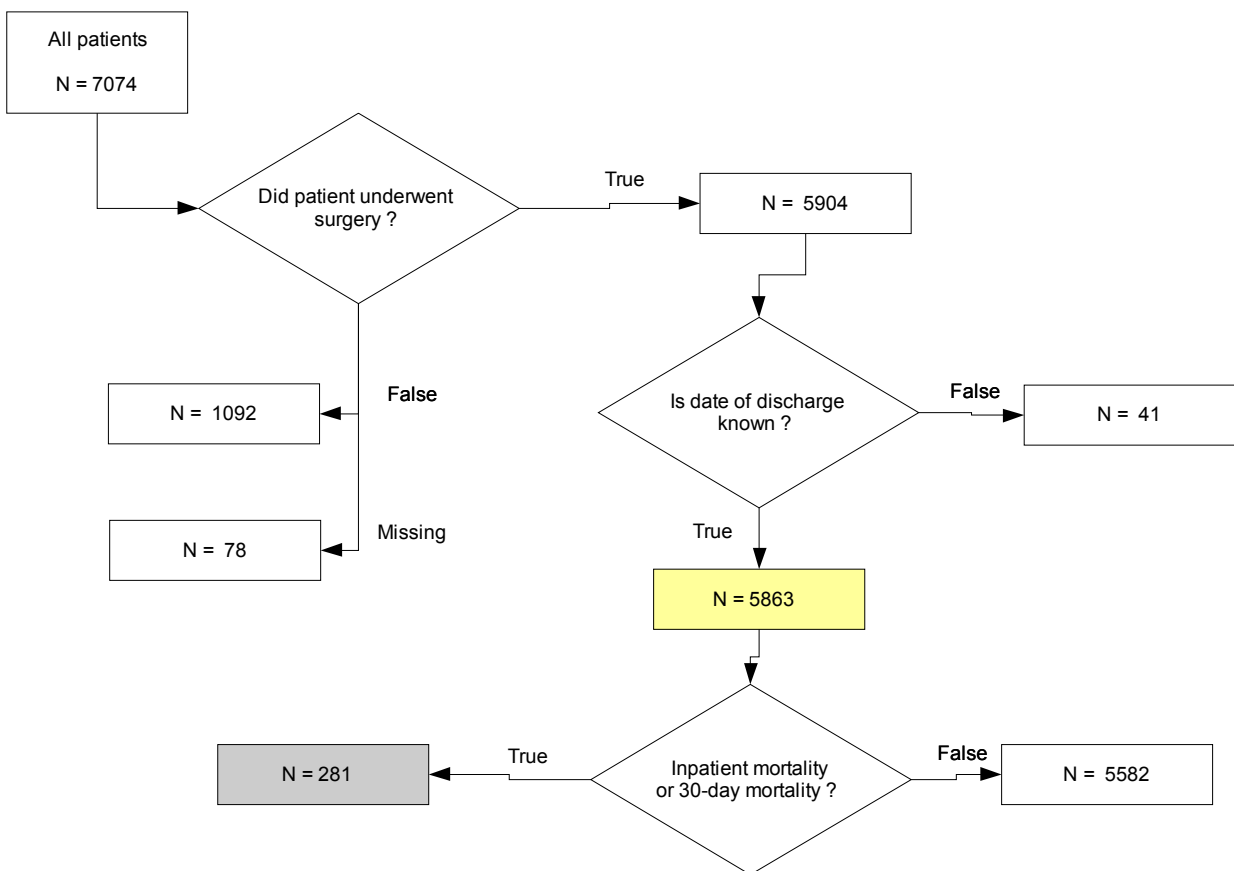 All patients
N = 7074
Did patient underwent
surgery ?
True
N = 5904
False
N = 1092
Missing
N = 78
Is date of discharge
known ?
False
N = 41
True
N = 5863
Inpatient mortality
or 30-day mortality ?
True
N = 281
False
N = 5582